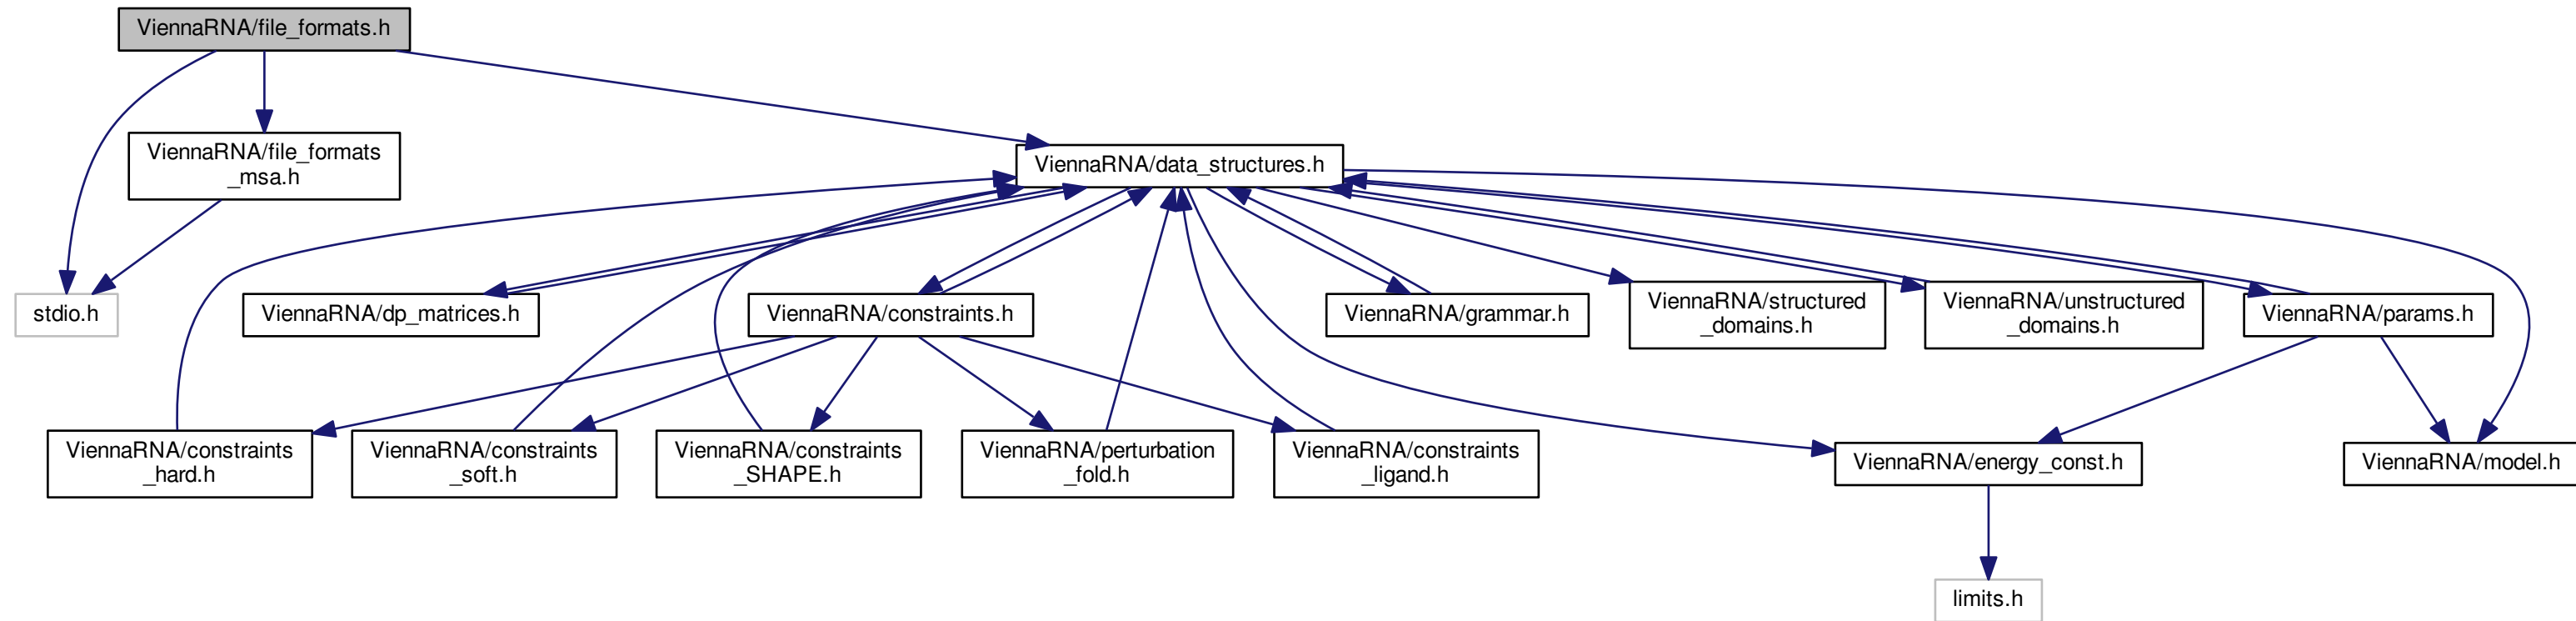 ViennaRNA/file_formats.h
ViennaRNA/file_formats
_msa.h
ViennaRNA/data_structures.h
stdio.h
ViennaRNA/dp_matrices.h
ViennaRNA/constraints.h
ViennaRNA/grammar.h
ViennaRNA/structured
_domains.h
ViennaRNA/unstructured
_domains.h
ViennaRNA/params.h
ViennaRNA/constraints
_hard.h
ViennaRNA/constraints
_soft.h
ViennaRNA/constraints
_SHAPE.h
ViennaRNA/perturbation
_fold.h
ViennaRNA/constraints
_ligand.h
ViennaRNA/energy_const.h
ViennaRNA/model.h
limits.h